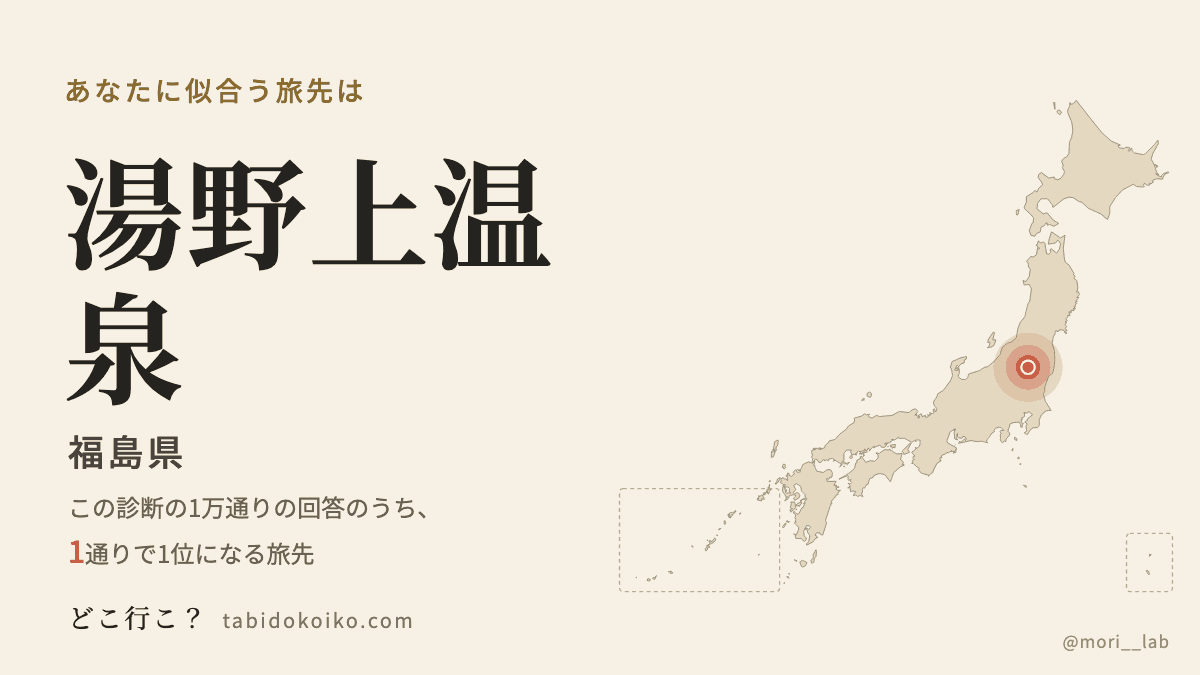 あなたに似合う旅先は
湯野上温
泉
福島県
この診断の1万通りの回答のうち、
1通りで1位になる旅先
どこ行こ？ tabidokoiko.com
@mori__lab